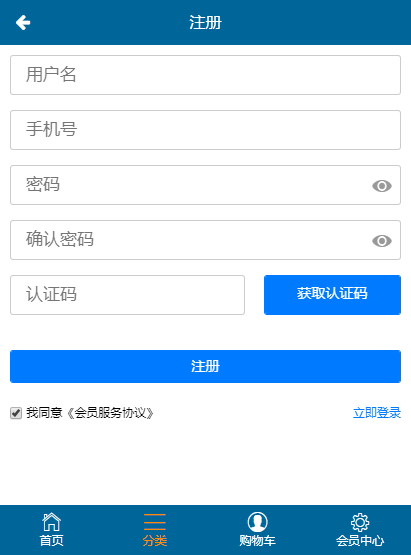 注册
用户名
手机号
密码
确认密码
认证码
获取认证码
注册
我同意《会员服务协议》
立即登录
首页
分类
购物车
会员中心